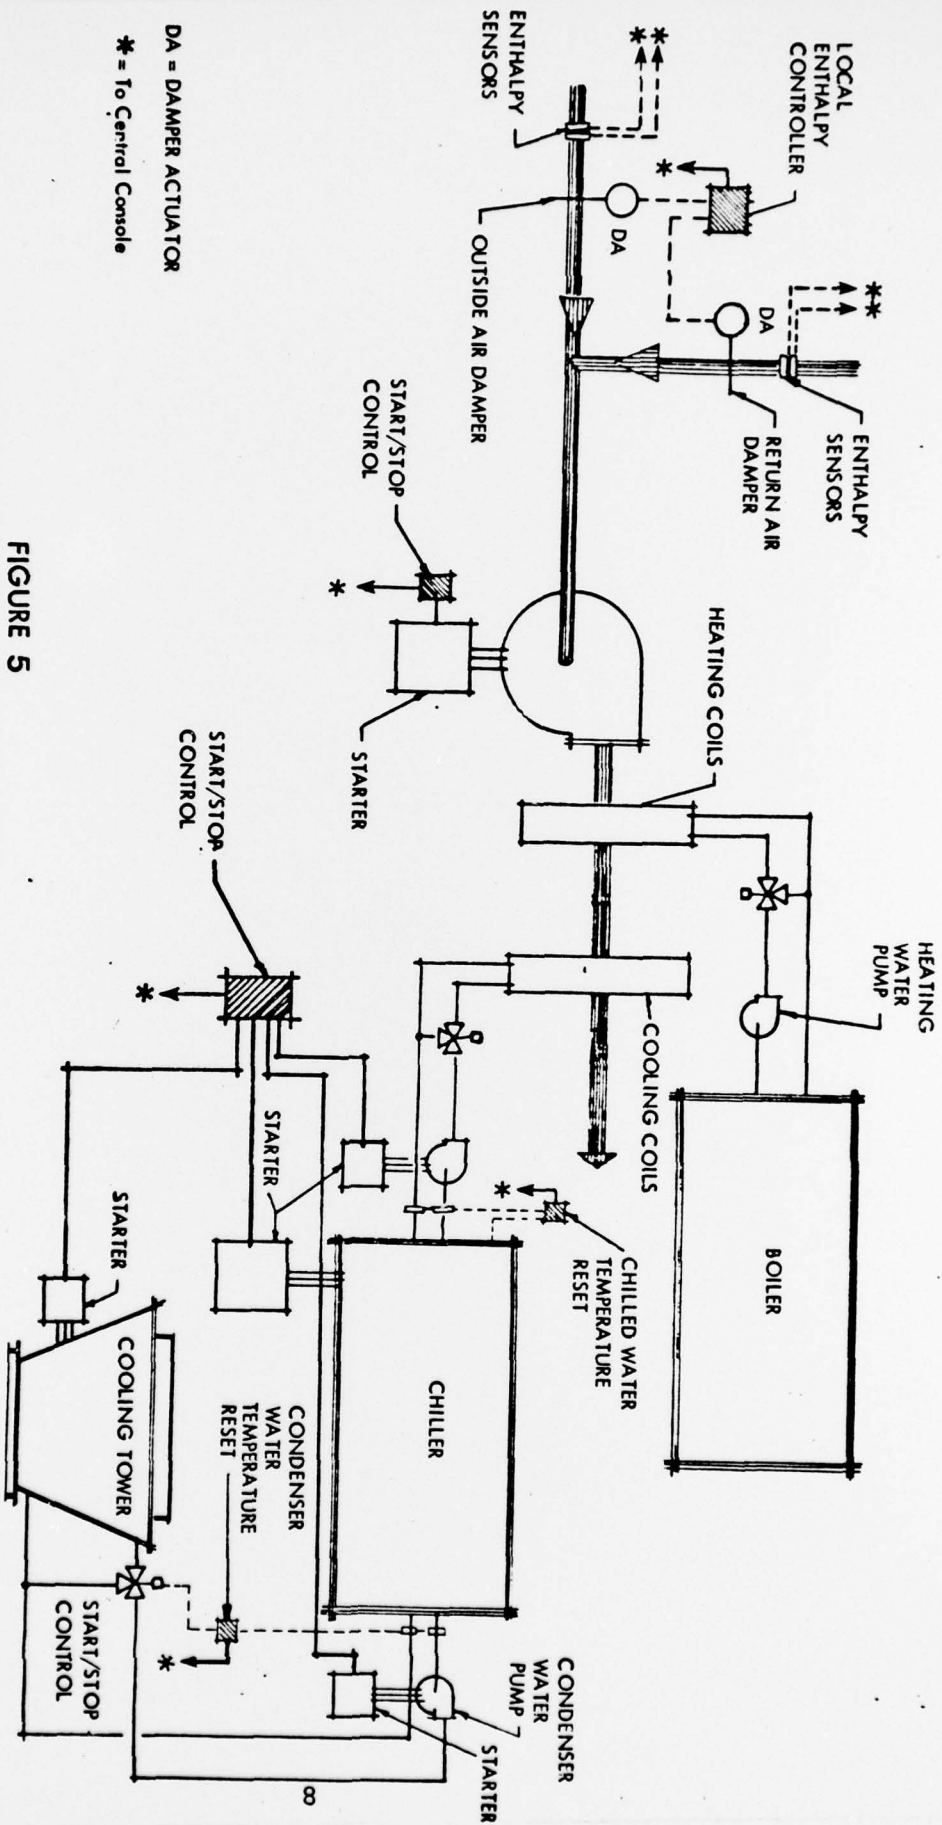 LOCAL
ENTHALPY
CONTROLLER
**
ENTHALPY
SENSORS
*
DA
OUTSIDE AIR DAMPER
**
DA
ENTHALPY
SENSORS
RETURN AIR
DAMPER
DA = DAMPER ACTUATOR
* = To Central Console
START/STOP
CONTROL
*
STARTER
HEATING COILS
HEATING
WATER
PUMP
COOLING COILS
BOILER
START/STOP
CONTROL
*
STARTER
*
CHILLED WATER
TEMPERATURE
RESET
CHILLER
STARTER
COOLING TOWER
CONDENSER
WATER
TEMPERATURE
RESET
*
START/STOP
CONTROL
CONDENSER
WATER
PUMP
STARTER
FIGURE 5
8